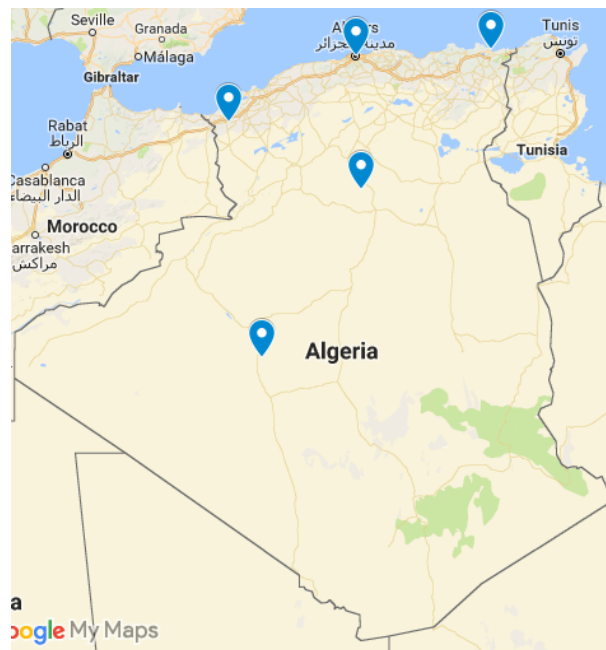 Seville
Granada
Málaga
Gibraltar
مدينة الجزائر
Tunis
تونس
Rabat
الرباط
Tunisia
Casablanca
الدار البيضاء
Morocco
arrakesh
مراكش
Algeria
a
oogle My Maps